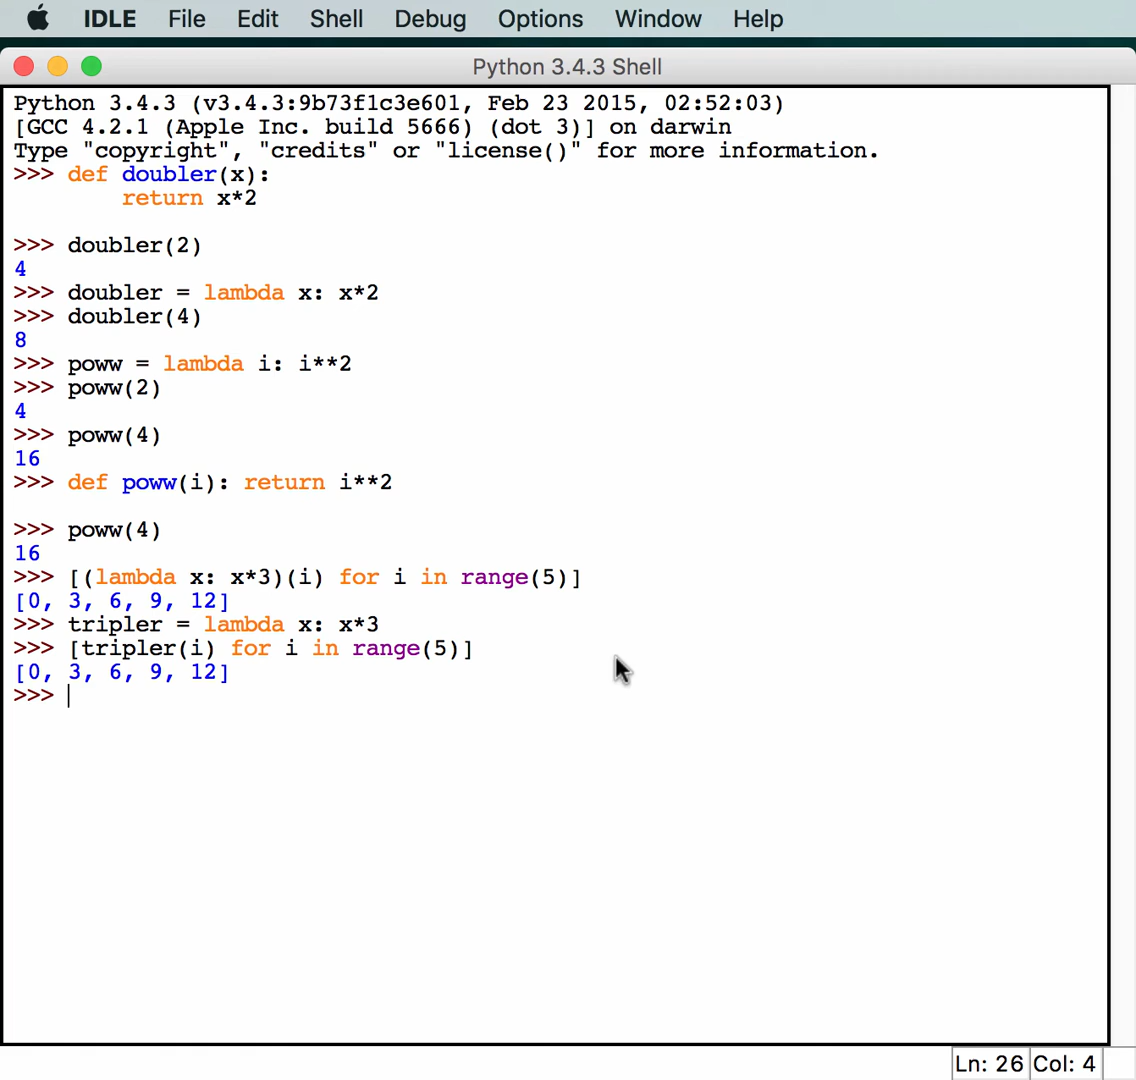 IDLE File Edit Shell Debug Options Window Help
Python 3.4.3 Shell
Python 3.4.3 (v3.4.3:9b73f1c3e601, Feb 23 2015, 02:52:03)
[GCC 4.2.1 (Apple Inc. build 5666) (dot 3)] on darwin
Type "copyright", "credits" or "license()" for more information.
>>> def doubler(x):
        return x*2
>>> doubler(2)
4
>>> doubler = lambda x: x*2
>>> doubler(4)
8
>>> poww = lambda i: i**2
>>> poww(2)
4
>>> poww(4)
16
>>> def poww(i): return i**2
>>> poww(4)
16
>>> [(lambda x: x*3)(i) for i in range(5)]
[0, 3, 6, 9, 12]
>>> tripler = lambda x: x*3
>>> [tripler(i) for i in range(5)]
[0, 3, 6, 9, 12]
>>>
Ln: 26 Col: 4